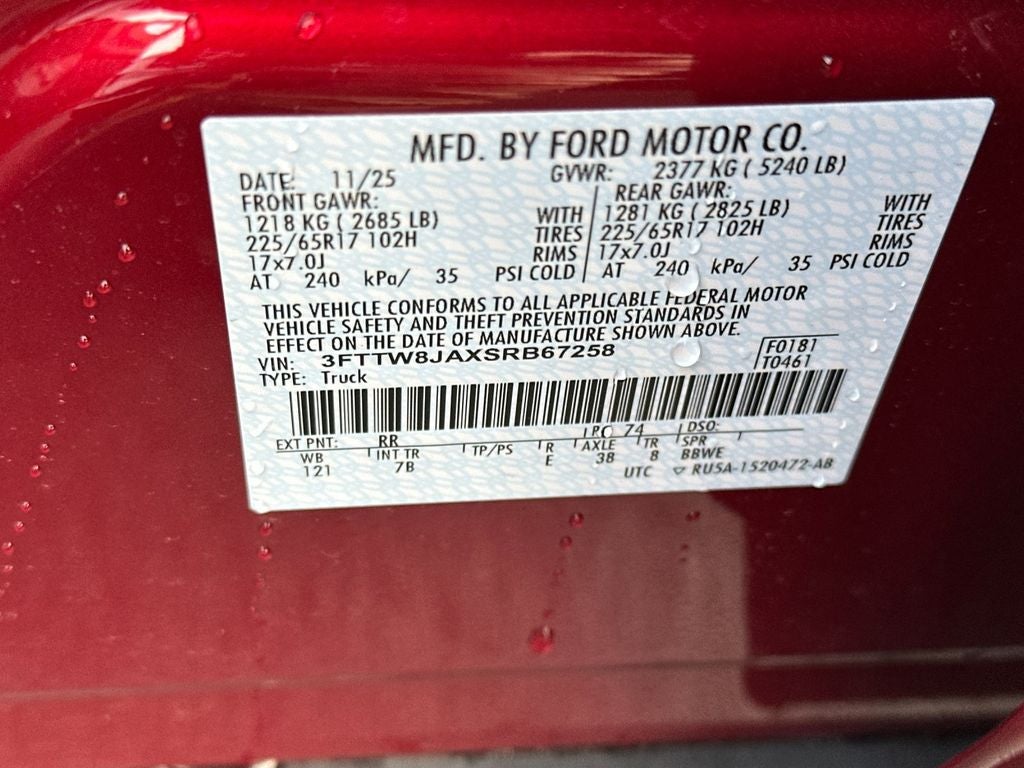 MFD. BY FORD MOTOR CO.
DATE: 11/25 GVWR: 2377 KG ( 5240 LB)
FRONT GAWR: REAR GAWR:
1218 KG ( 2685 LB) WITH 1281 KG ( 2825 LB) WITH
225/65R17 102H TIRES 225/65R17 102H TIRES
17x7.0J RIMS 17x7.0J RIMS
AT 240 kPa/ 35 PSI COLD AT 240 kPa/ 35 PSI COLD
THIS VEHICLE CONFORMS TO ALL APPLICABLE FEDERAL MOTOR
VEHICLE SAFETY AND THEFT PREVENTION STANDARDS IN
EFFECT ON THE DATE OF MANUFACTURE SHOWN ABOVE.
VIN: 3FTTW8JAXSRB67258 F0181
TYPE: Truck T0461
EXT PNT: RR RC 74 DSO:
WB INT TR TP/PS R AXLE TR SPR
121 7B E 38 8 BBWE
UTC ▽ RU5A-1520472-AB